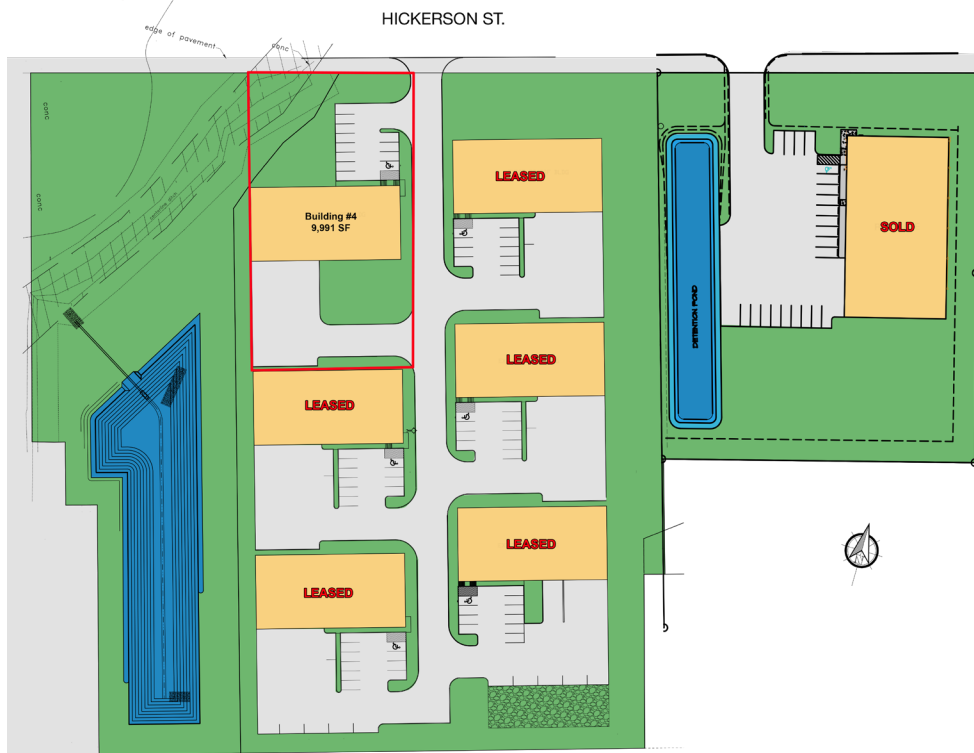 HICKERSON ST.
edge of pavement
conc
conc
conc
Building #4
9,991 SF
LEASED
SOLD
DETENTION POND
LEASED
LEASED
LEASED
LEASED